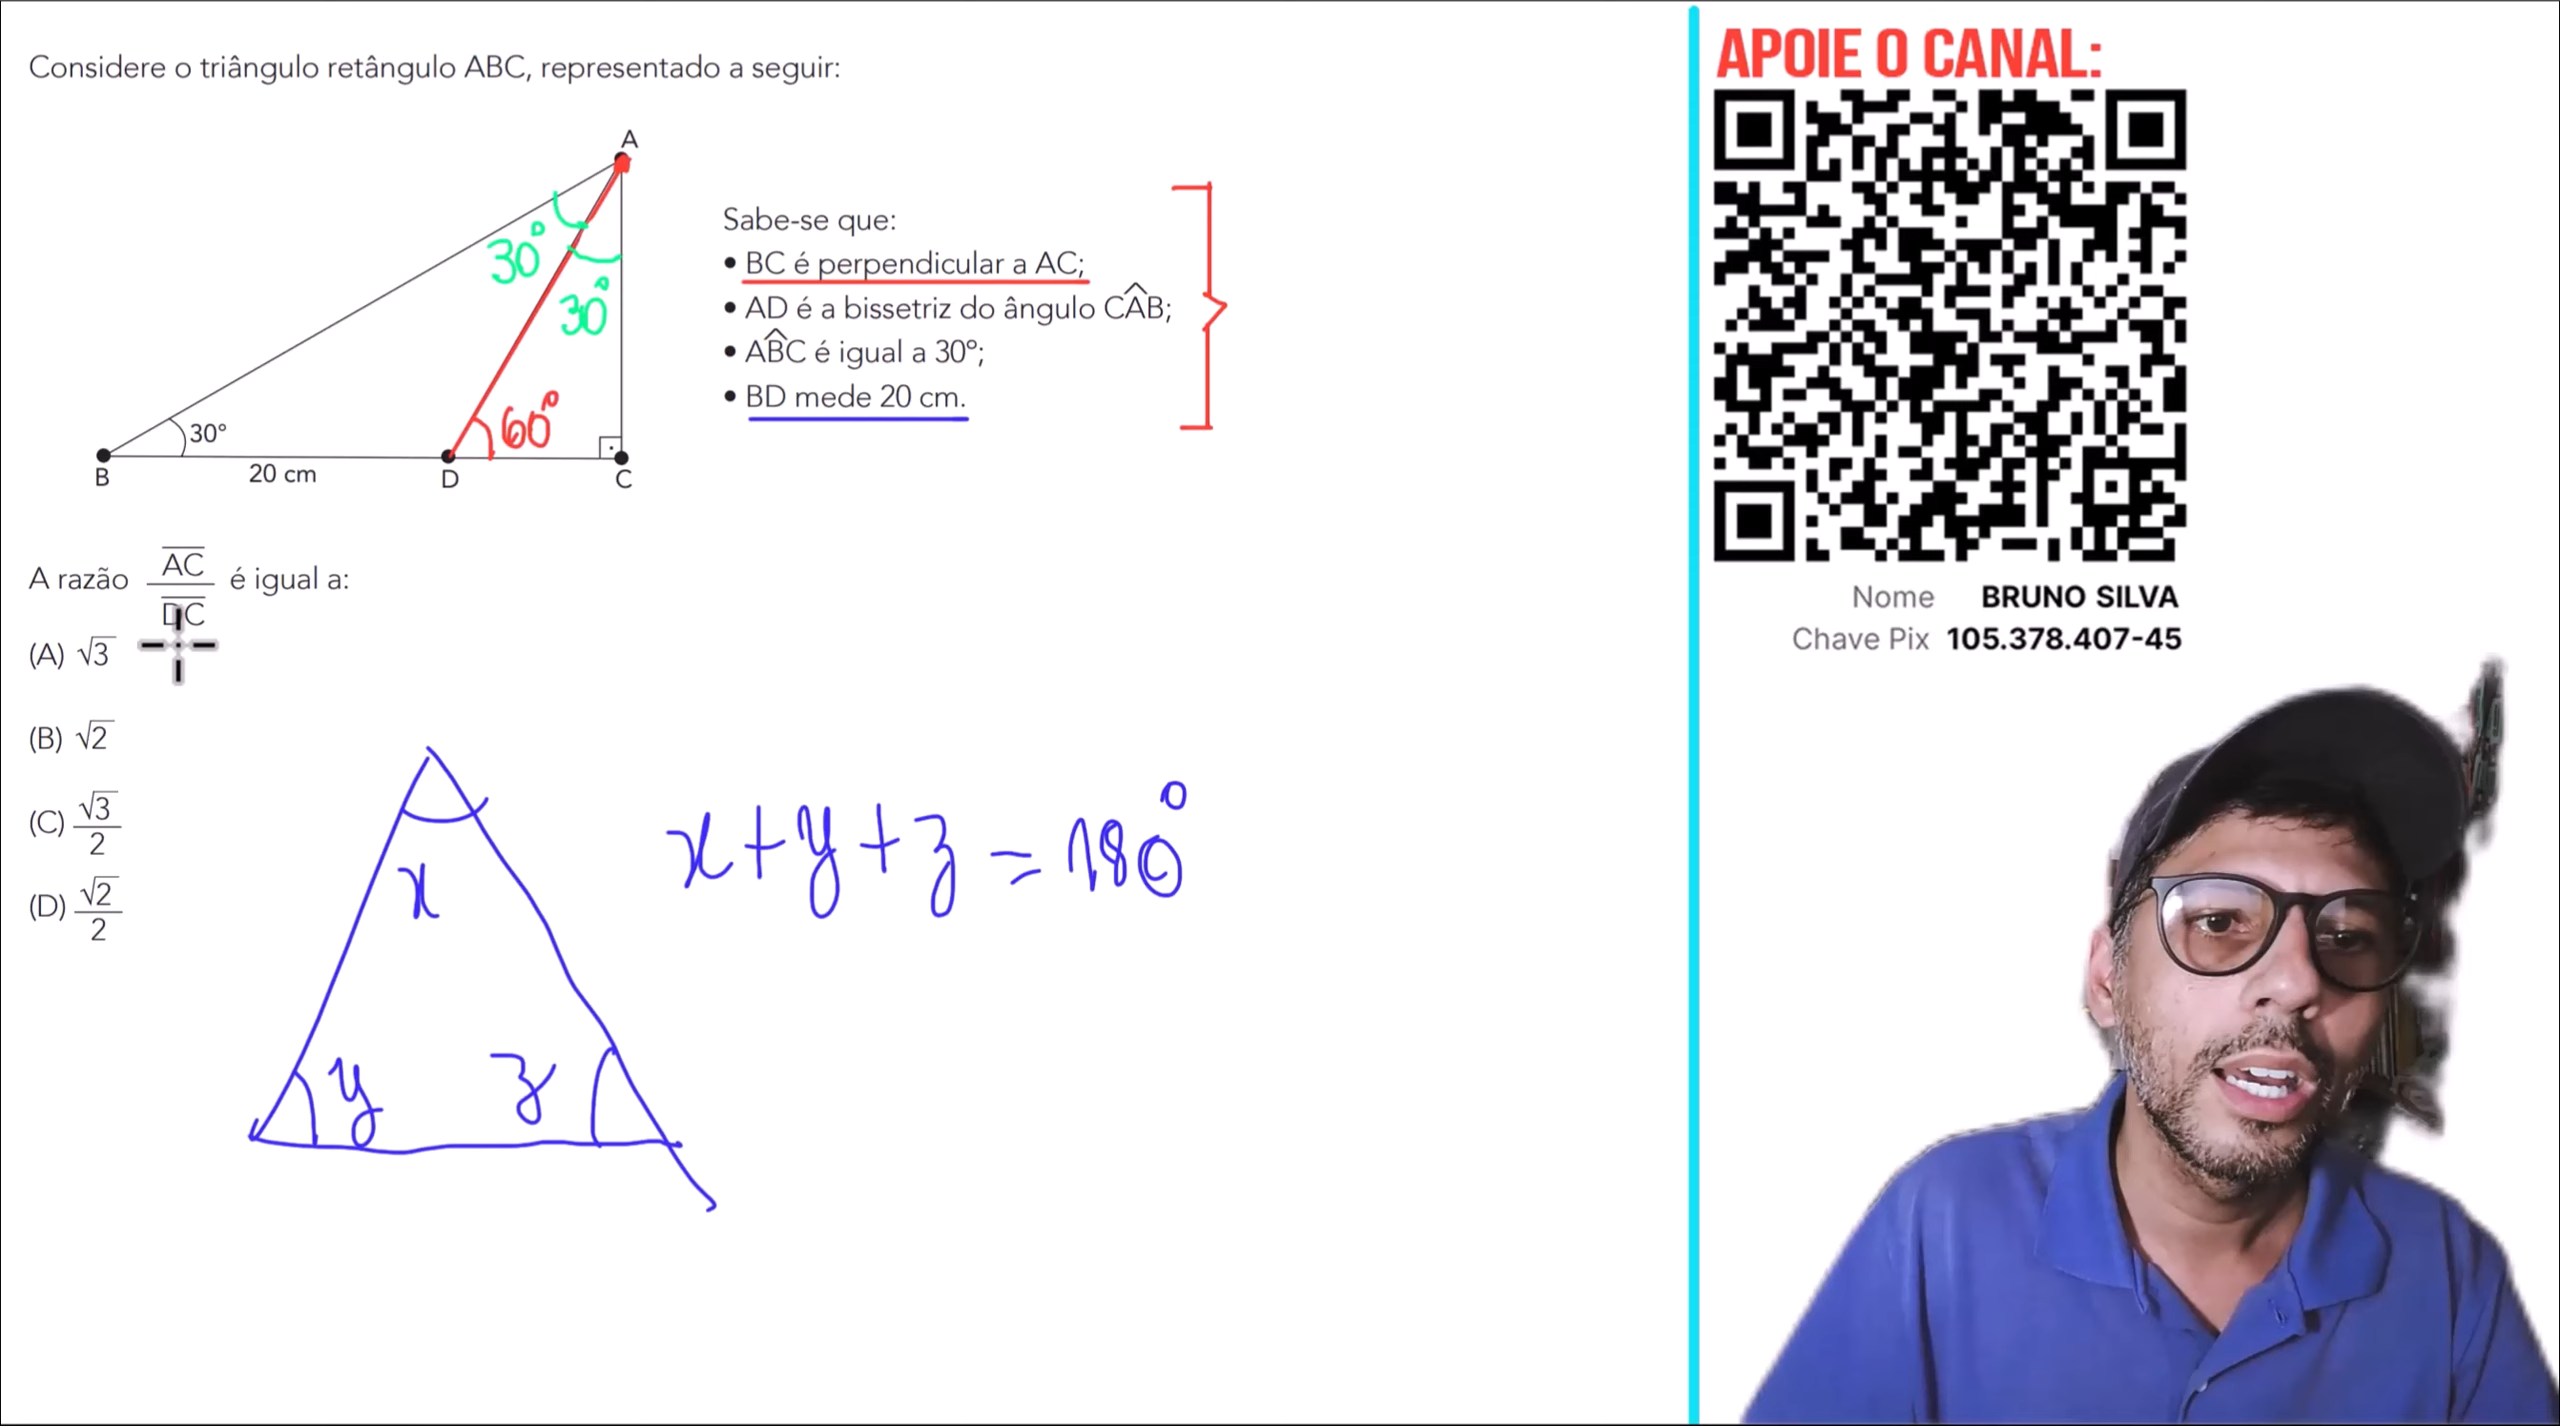 Considere o triângulo retângulo ABC, representado a seguir:
A
30°
30°
60°
30°
B
20 cm
D
C
Sabe-se que:
• BC é perpendicular a AC;
• AD é a bissetriz do ângulo CÂB;
• AB̂C é igual a 30º;
• BD mede 20 cm.
A razão AC/DC é igual a:
(A) √3
(B) √2
(C) √3/2
(D) √2/2
x
y
z
x + y + z = 180°
APOIE O CANAL:
Nome BRUNO SILVA
Chave Pix 105.378.407-45